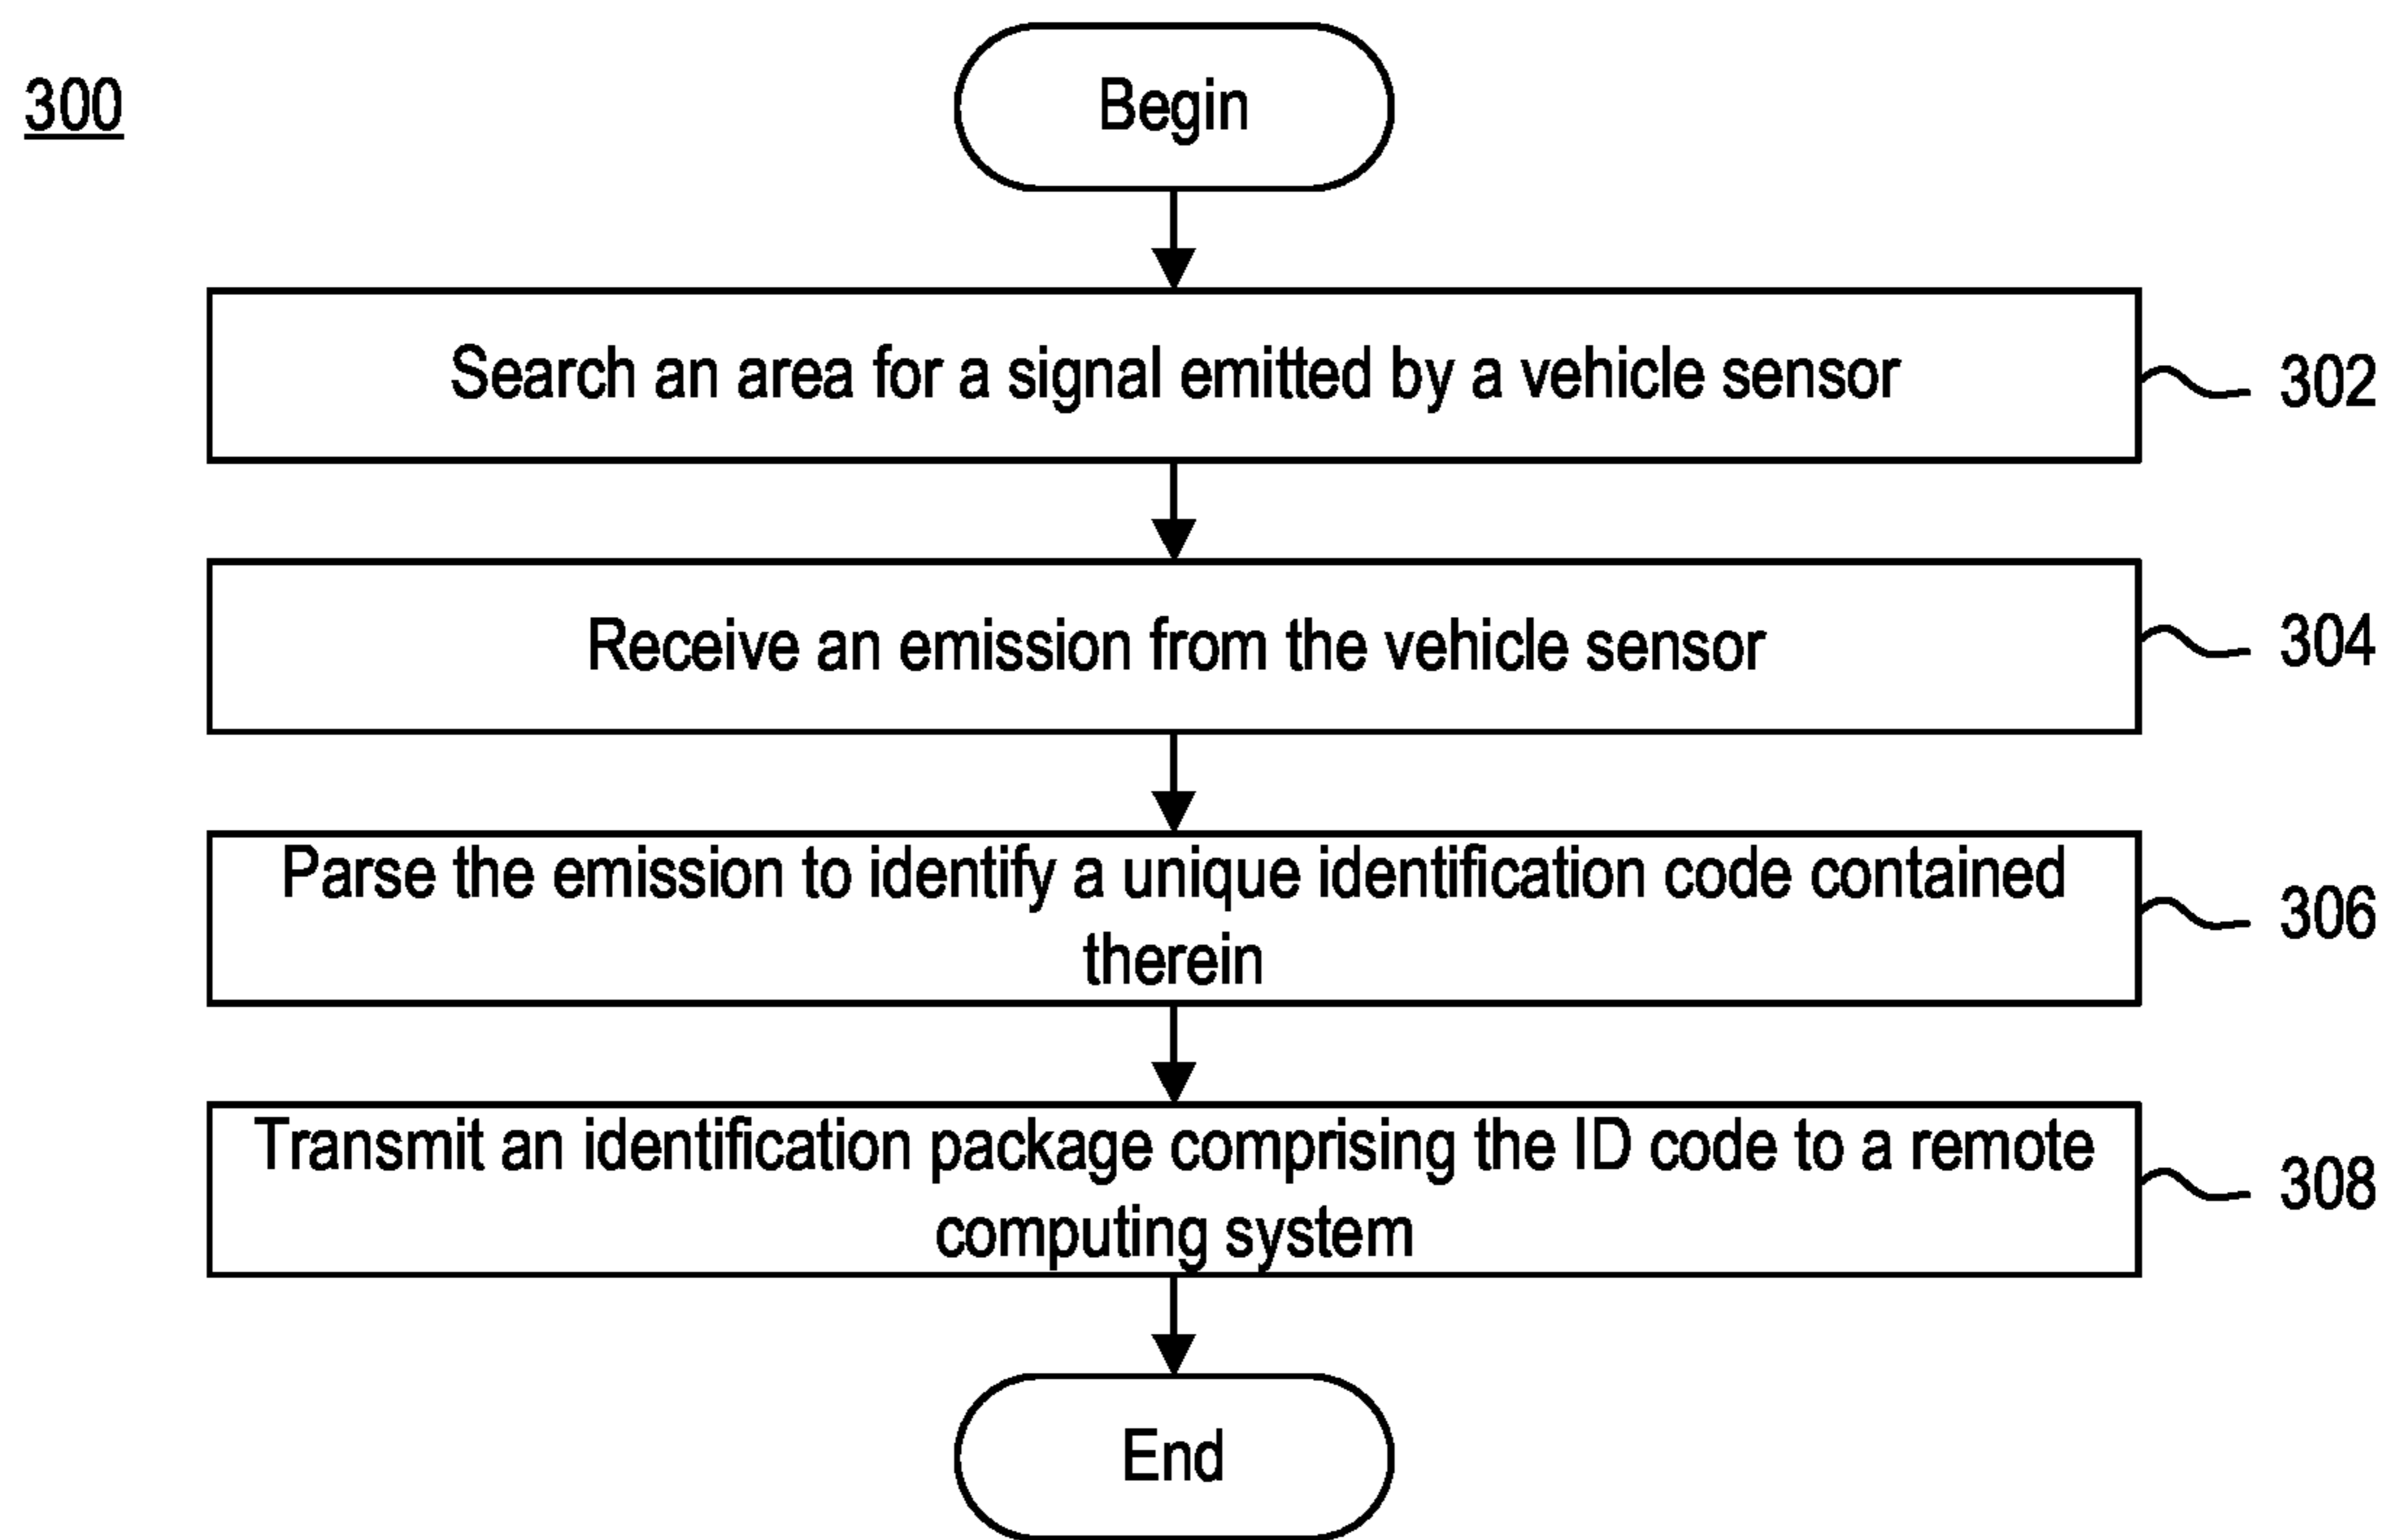 300
Begin
Search an area for a signal emitted by a vehicle sensor
302
Receive an emission from the vehicle sensor
304
Parse the emission to identify a unique identification code contained
therein
306
Transmit an identification package comprising the ID code to a remote
computing system
308
End